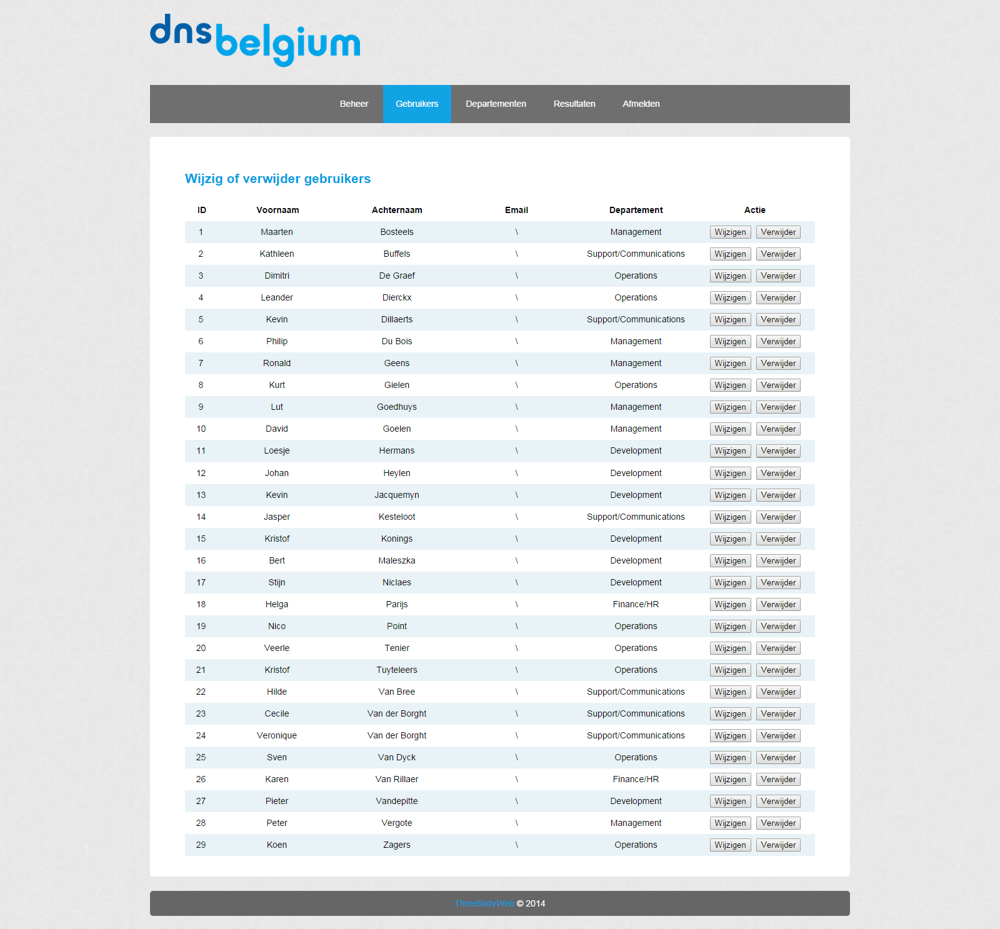 dnsbelgium
Beheer Gebruikers Departementen Resultaten Afmelden
Wijzig of verwijder gebruikers
ID Voornaam Achternaam Email Departement Actie
1 Maarten Bosteels \ Management Wijzigen Verwijder
2 Kathleen Buffels \ Support/Communications Wijzigen Verwijder
3 Dimitri De Graef \ Operations Wijzigen Verwijder
4 Leander Dierckx \ Operations Wijzigen Verwijder
5 Kevin Dillaerts \ Support/Communications Wijzigen Verwijder
6 Philip Du Bois \ Management Wijzigen Verwijder
7 Ronald Geens \ Management Wijzigen Verwijder
8 Kurt Gielen \ Operations Wijzigen Verwijder
9 Lut Goedhuys \ Management Wijzigen Verwijder
10 David Goelen \ Management Wijzigen Verwijder
11 Loesje Hermans \ Development Wijzigen Verwijder
12 Johan Heylen \ Development Wijzigen Verwijder
13 Kevin Jacquemyn \ Development Wijzigen Verwijder
14 Jasper Kesteloot \ Support/Communications Wijzigen Verwijder
15 Kristof Konings \ Development Wijzigen Verwijder
16 Bert Maleszka \ Development Wijzigen Verwijder
17 Stijn Niclaes \ Development Wijzigen Verwijder
18 Helga Parijs \ Finance/HR Wijzigen Verwijder
19 Nico Point \ Operations Wijzigen Verwijder
20 Veerle Tenier \ Operations Wijzigen Verwijder
21 Kristof Tuyteleers \ Operations Wijzigen Verwijder
22 Hilde Van Bree \ Support/Communications Wijzigen Verwijder
23 Cecile Van der Borght \ Support/Communications Wijzigen Verwijder
24 Veronique Van der Borght \ Support/Communications Wijzigen Verwijder
25 Sven Van Dyck \ Operations Wijzigen Verwijder
26 Karen Van Rillaer \ Finance/HR Wijzigen Verwijder
27 Pieter Vandepitte \ Development Wijzigen Verwijder
28 Peter Vergote \ Management Wijzigen Verwijder
29 Koen Zagers \ Operations Wijzigen Verwijder
ThreeSixtyWeb © 2014